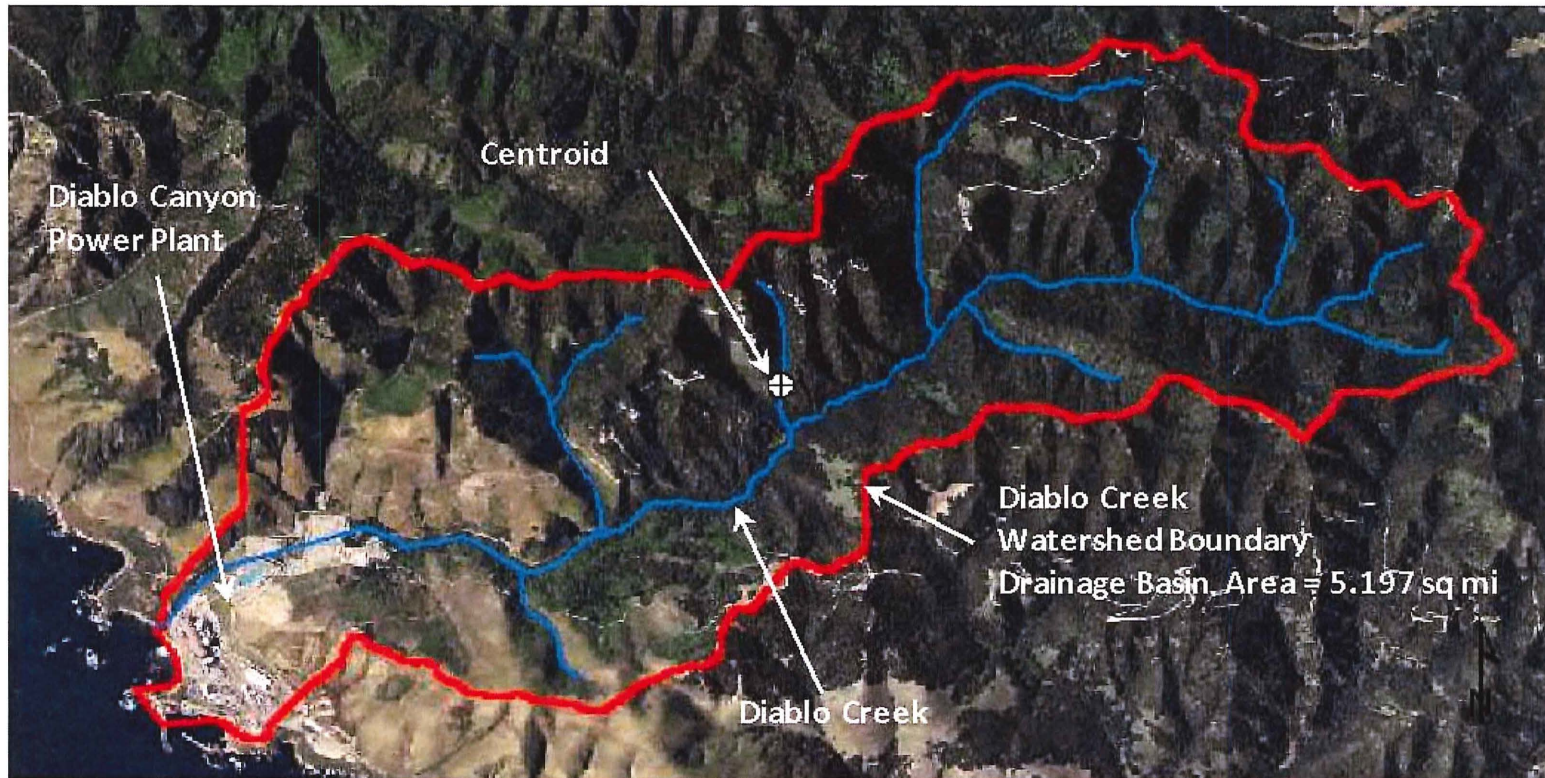 Centroid
Diablo Canyon
Power Plant
Diablo Creek
Watershed Boundary
Drainage Basin Area = 5.197 sq mi
Diablo Creek
N